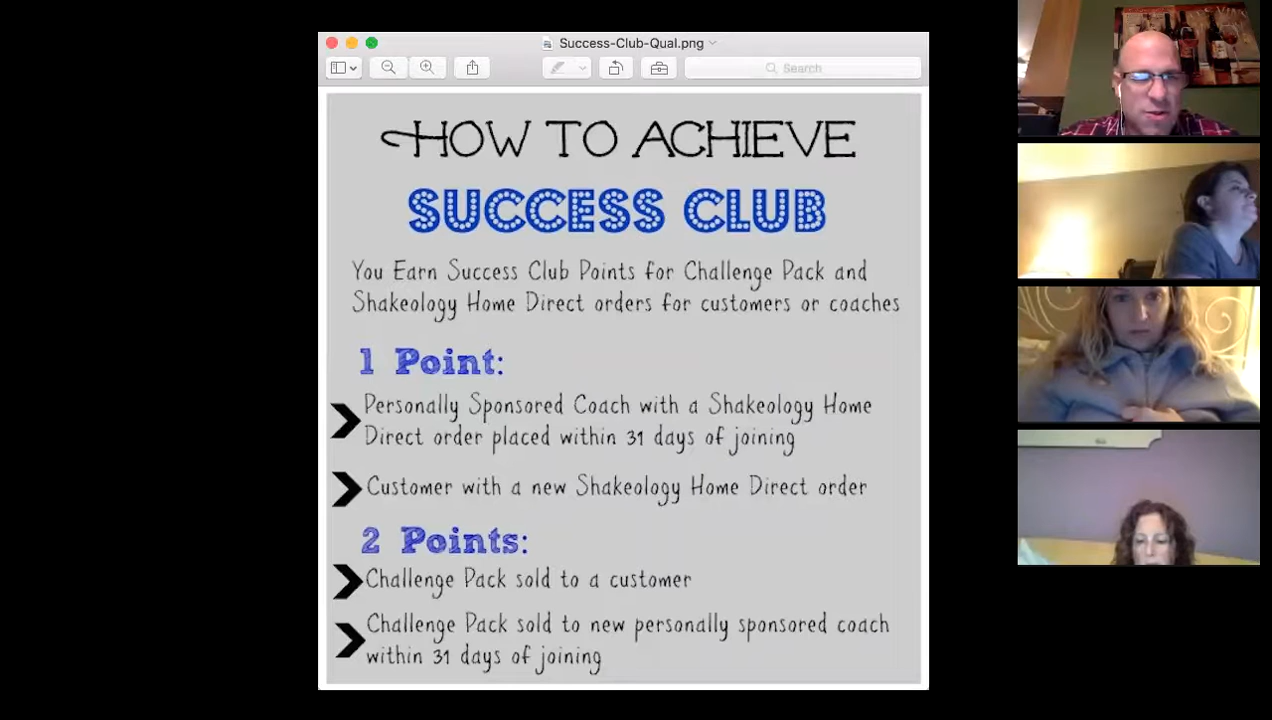 Success-Club-Qual.png
Search
HOW TO ACHIEVE
SUCCESS CLUB
You Earn Success Club Points for Challenge Pack and
Shakeology Home Direct orders for customers or coaches
1 Point:
Personally Sponsored Coach with a Shakeology Home
Direct order placed within 31 days of joining
Customer with a new Shakeology Home Direct order
2 Points:
Challenge Pack sold to a customer
Challenge Pack sold to new personally sponsored coach
within 31 days of joining